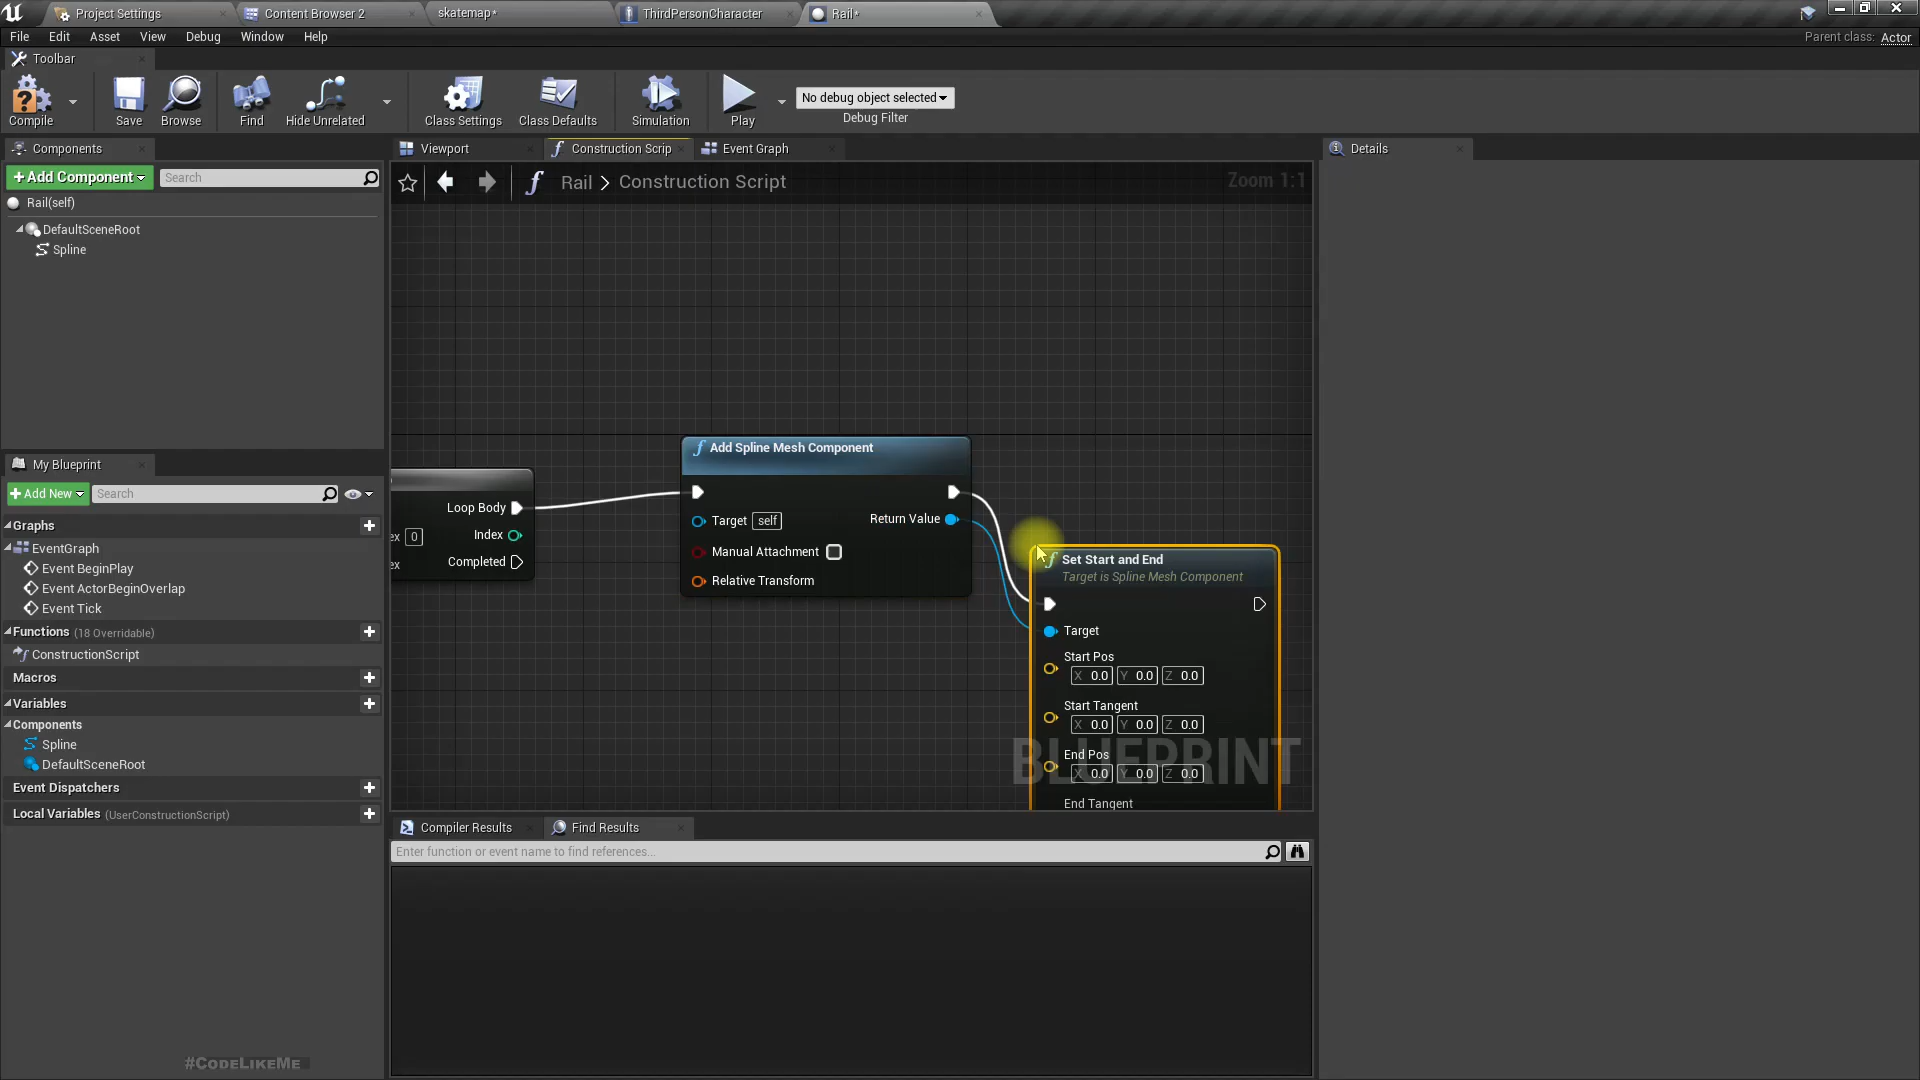 Project Settings
Content Browser 2
skatemap*
ThirdPersonCharacter
Rail*
File Edit Asset View Debug Window Help
Parent class: Actor
Toolbar
Compile
Save
Browse
Find
Hide Unrelated
Class Settings
Class Defaults
Simulation
Play
No debug object selected
Debug Filter
Components
+Add Component
Search
Rail(self)
DefaultSceneRoot
Spline
My Blueprint
+Add New
Search
Graphs
EventGraph
Event BeginPlay
Event ActorBeginOverlap
Event Tick
Functions (18 Overridable)
ConstructionScript
Macros
Variables
Components
Spline
DefaultSceneRoot
Event Dispatchers
Local Variables (UserConstructionScript)
#CodeLikeMe
Viewport
Construction Scrip
Event Graph
Rail > Construction Script
Zoom 1:1
Loop Body
Index
Completed
ex 0
ex
Add Spline Mesh Component
Target self
Return Value
Manual Attachment
Relative Transform
Set Start and End
Target is Spline Mesh Component
Target
Start Pos
X 0.0 Y 0.0 Z 0.0
Start Tangent
X 0.0 Y 0.0 Z 0.0
End Pos
X 0.0 Y 0.0 Z 0.0
End Tangent
BLUEPRINT
Compiler Results
Find Results
Enter function or event name to find references...
Details